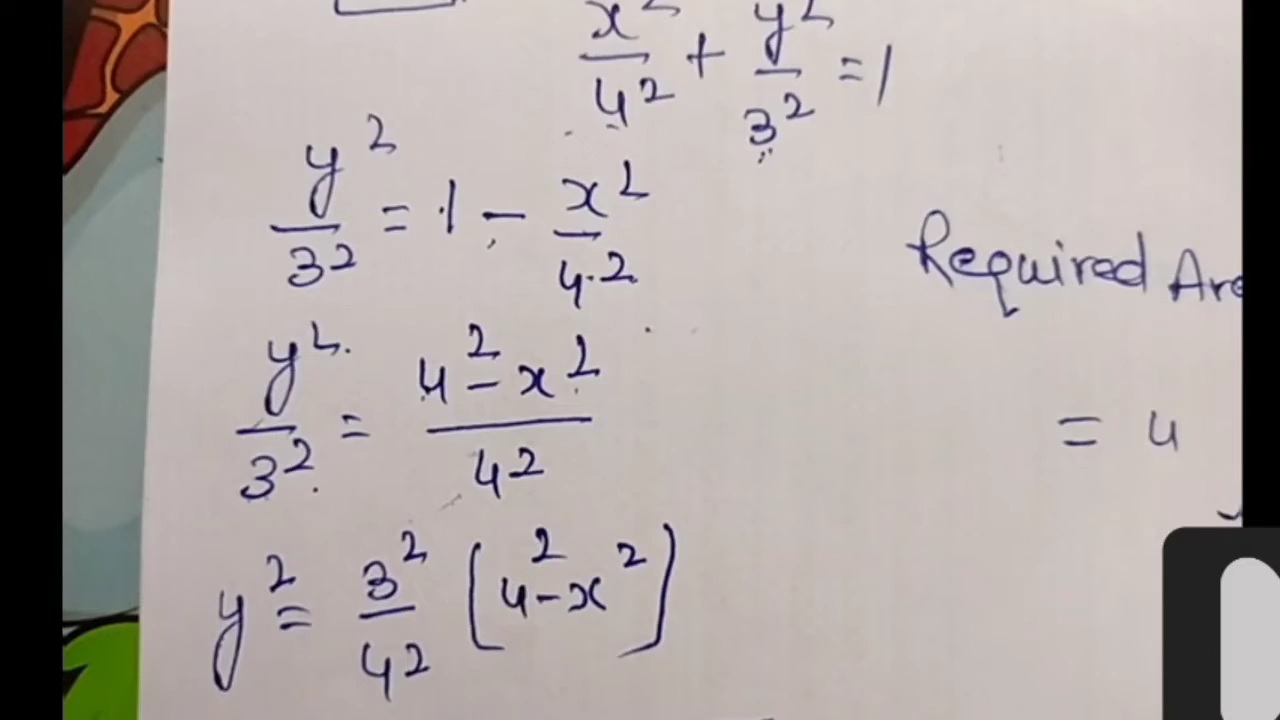 x²/4² + y²/3² = 1
y²/3² = 1 - x²/4²
y²/3² = (4² - x²)/4²
y² = 3²/4² [4² - x²]
Required Are
= 4